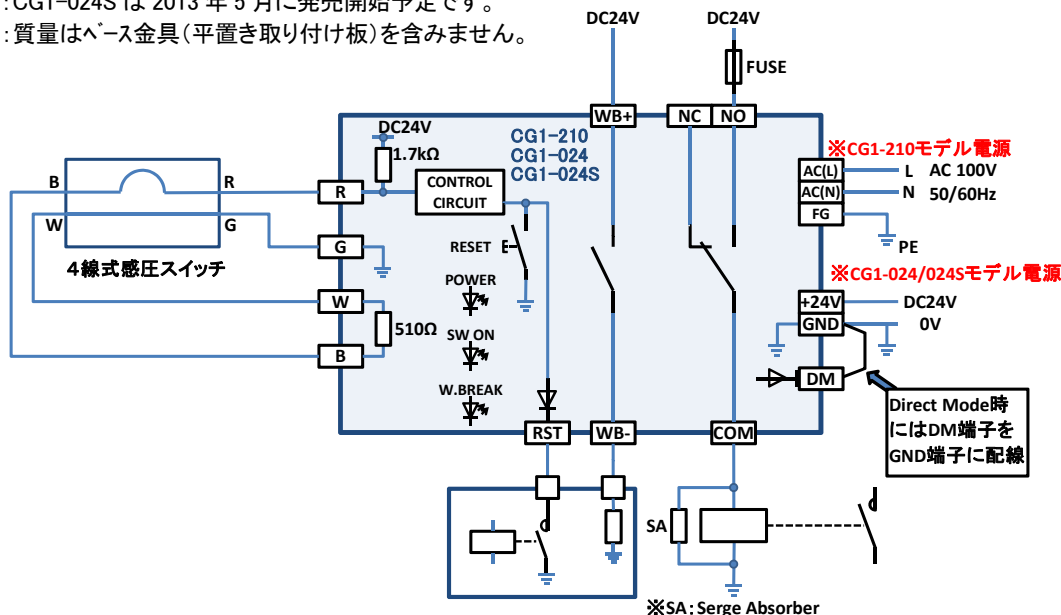 :CG1-024S は 2013 年 5 月に発売開始予定です。
:質量はベース金具(平置き取り付け板)を含みません。
DC24V
DC24V
FUSE
WB+
NC
NO
DC24V
1.7kΩ
CG1-210
CG1-024
CG1-024S
CONTROL
CIRCUIT
RESET
POWER
SW ON
W.BREAK
B
R
W
G
4線式感圧スイッチ
R
G
W
B
510Ω
※CG1-210モデル電源
AC(L)
L AC 100V
AC(N)
N 50/60Hz
FG
PE
※CG1-024/024Sモデル電源
+24V
DC24V
GND
0V
DM
Direct Mode時
にはDM端子を
GND端子に配線
RST
WB-
COM
SA
※SA: Serge Absorber